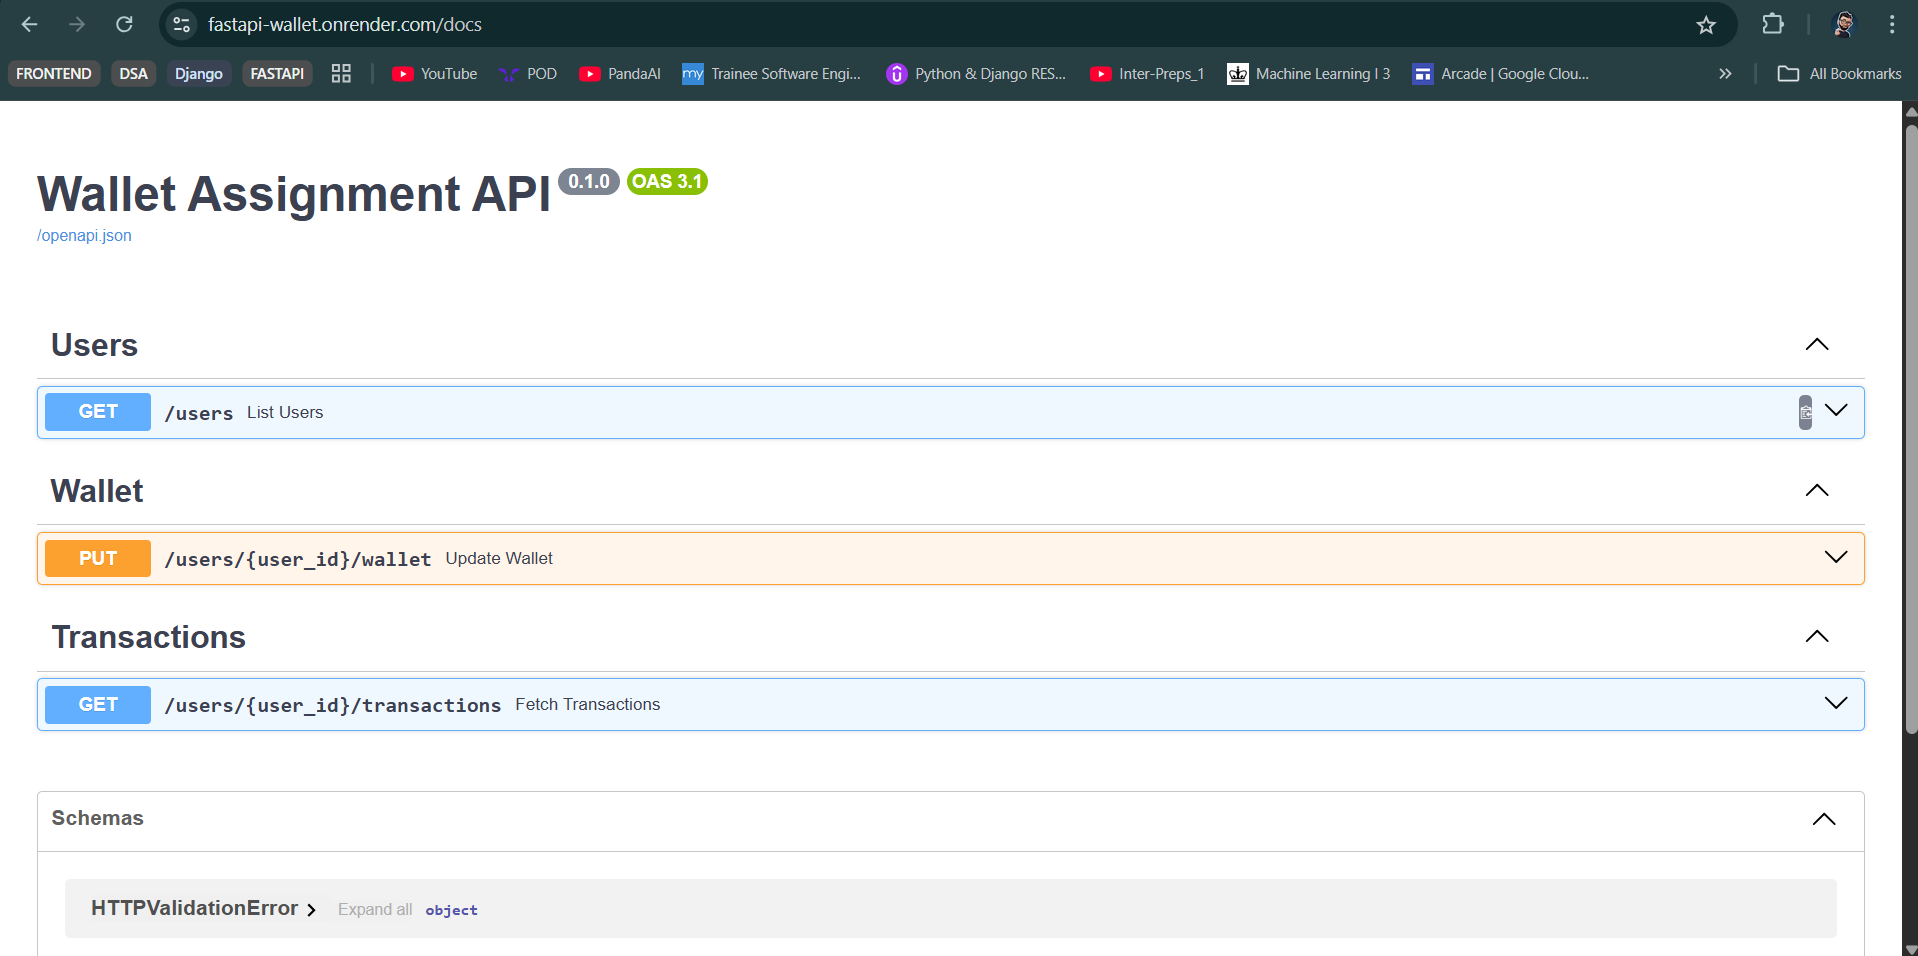 fastapi-wallet.onrender.com/docs
FRONTEND DSA Django FASTAPI YouTube POD PandaAI my Trainee Software Engi... Python & Django RES... Inter-Preps_1 Machine Learning I 3 Arcade | Google Clou... All Bookmarks
Wallet Assignment API 0.1.0 OAS 3.1
/openapi.json
Users
GET /users List Users
Wallet
PUT /users/{user_id}/wallet Update Wallet
Transactions
GET /users/{user_id}/transactions Fetch Transactions
Schemas
HTTPValidationError Expand all object